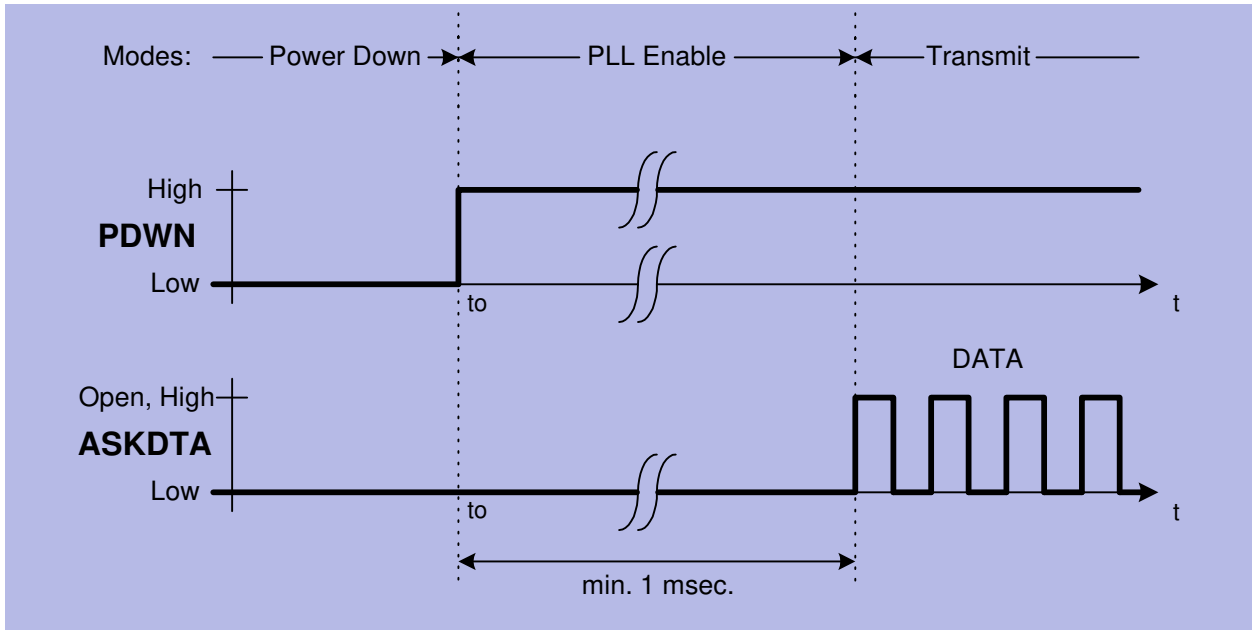 Modes: Power Down PLL Enable Transmit
High
PDWN
Low
to
t
DATA
Open, High
ASKDTA
Low
to
t
min. 1 msec.